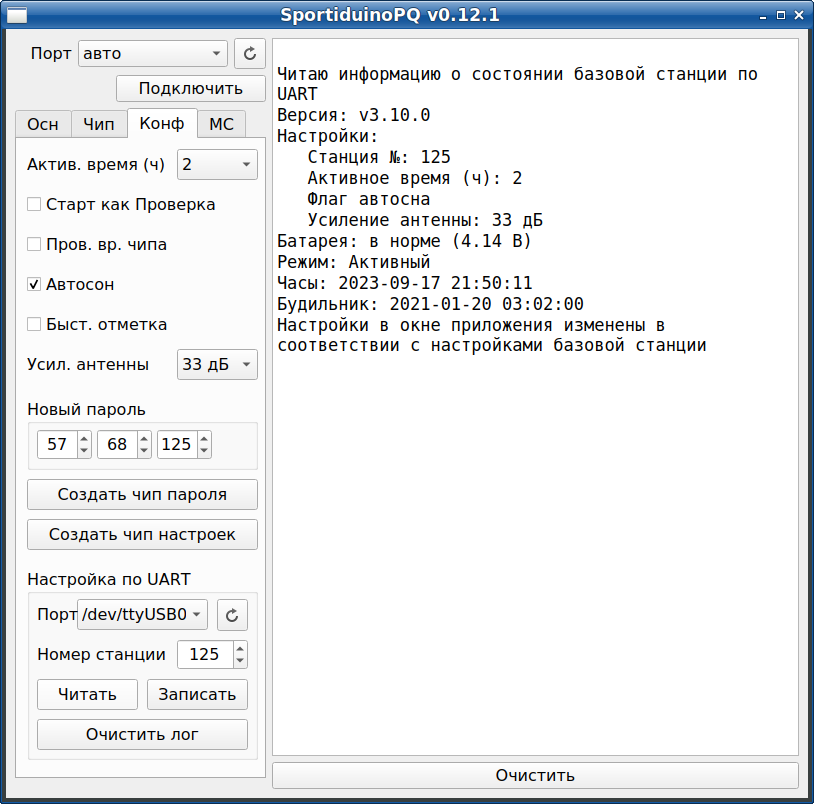 SportiduinoPQ v0.12.1
Порт авто
Подключить
Осн Чип Конф МС
Актив. время (ч) 2
Старт как Проверка
Пров. вр. чипа
Автосон
Быст. отметка
Усил. антенны 33 дБ
Новый пароль
57 68 125
Создать чип пароля
Создать чип настроек
Настройка по UART
Порт /dev/ttyUSB0
Номер станции 125
Читать Записать
Очистить лог
Читаю информацию о состоянии базовой станции по
UART
Версия: v3.10.0
Настройки:
Станция №: 125
Активное время (ч): 2
Флаг автосна
Усиление антенны: 33 дБ
Батарея: в норме (4.14 В)
Режим: Активный
Часы: 2023-09-17 21:50:11
Будильник: 2021-01-20 03:02:00
Настройки в окне приложения изменены в
соответствии с настройками базовой станции
Очистить